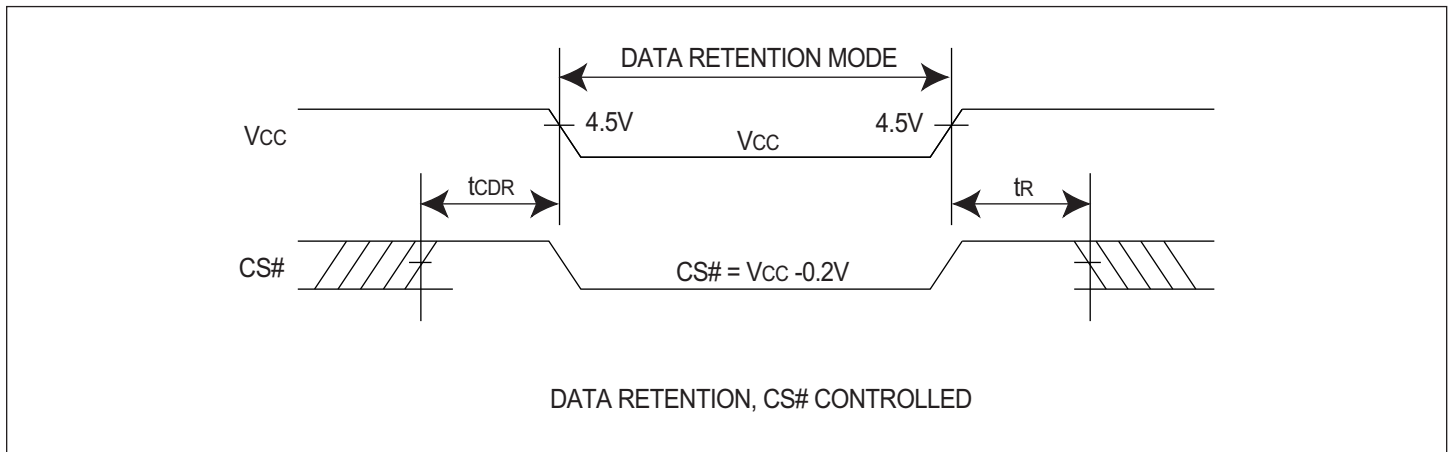 DATA RETENTION MODE
4.5V
4.5V
VCC
VCC
tCDR
tR
CS#
CS# = VCC -0.2V
DATA RETENTION, CS# CONTROLLED